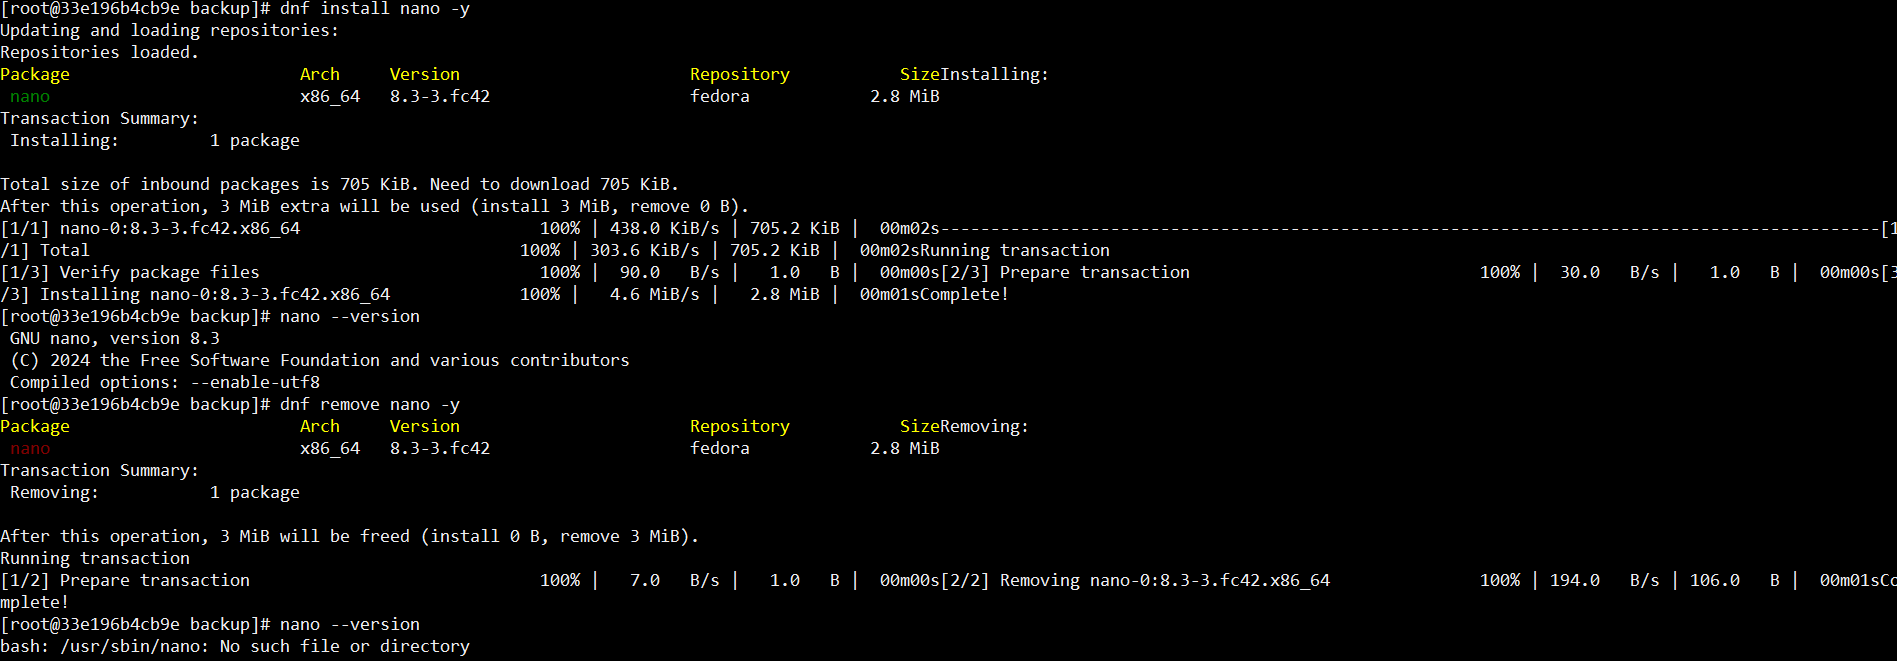 [root@33e196b4cb9e backup]# dnf install nano -y
Updating and loading repositories:
Repositories loaded.
Package                       Arch     Version                       Repository           SizeInstalling:
 nano                         x86_64   8.3-3.fc42                    fedora            2.8 MiB
Transaction Summary:
 Installing:         1 package

Total size of inbound packages is 705 KiB. Need to download 705 KiB.
After this operation, 3 MiB extra will be used (install 3 MiB, remove 0 B).
[1/1] nano-0:8.3-3.fc42.x86_64                        100% | 438.0 KiB/s | 705.2 KiB |  00m02s----------------------------------------------------------------------------------------------[1
/1] Total                                           100% | 303.6 KiB/s | 705.2 KiB |   00m02sRunning transaction
[1/3] Verify package files                            100% |  90.0   B/s |   1.0   B |  00m00s[2/3] Prepare transaction                             100% |  30.0   B/s |   1.0   B |  00m00s[3
/3] Installing nano-0:8.3-3.fc42.x86_64             100% |   4.6 MiB/s |   2.8 MiB |  00m01sComplete!
[root@33e196b4cb9e backup]# nano --version
 GNU nano, version 8.3
 (C) 2024 the Free Software Foundation and various contributors
 Compiled options: --enable-utf8
[root@33e196b4cb9e backup]# dnf remove nano -y
Package                       Arch     Version                       Repository           SizeRemoving:
 nano                         x86_64   8.3-3.fc42                    fedora            2.8 MiB
Transaction Summary:
 Removing:           1 package

After this operation, 3 MiB will be freed (install 0 B, remove 3 MiB).
Running transaction
[1/2] Prepare transaction                             100% |   7.0   B/s |   1.0   B |  00m00s[2/2] Removing nano-0:8.3-3.fc42.x86_64               100% | 194.0   B/s | 106.0   B |  00m01sCo
mplete!
[root@33e196b4cb9e backup]# nano --version
bash: /usr/sbin/nano: No such file or directory